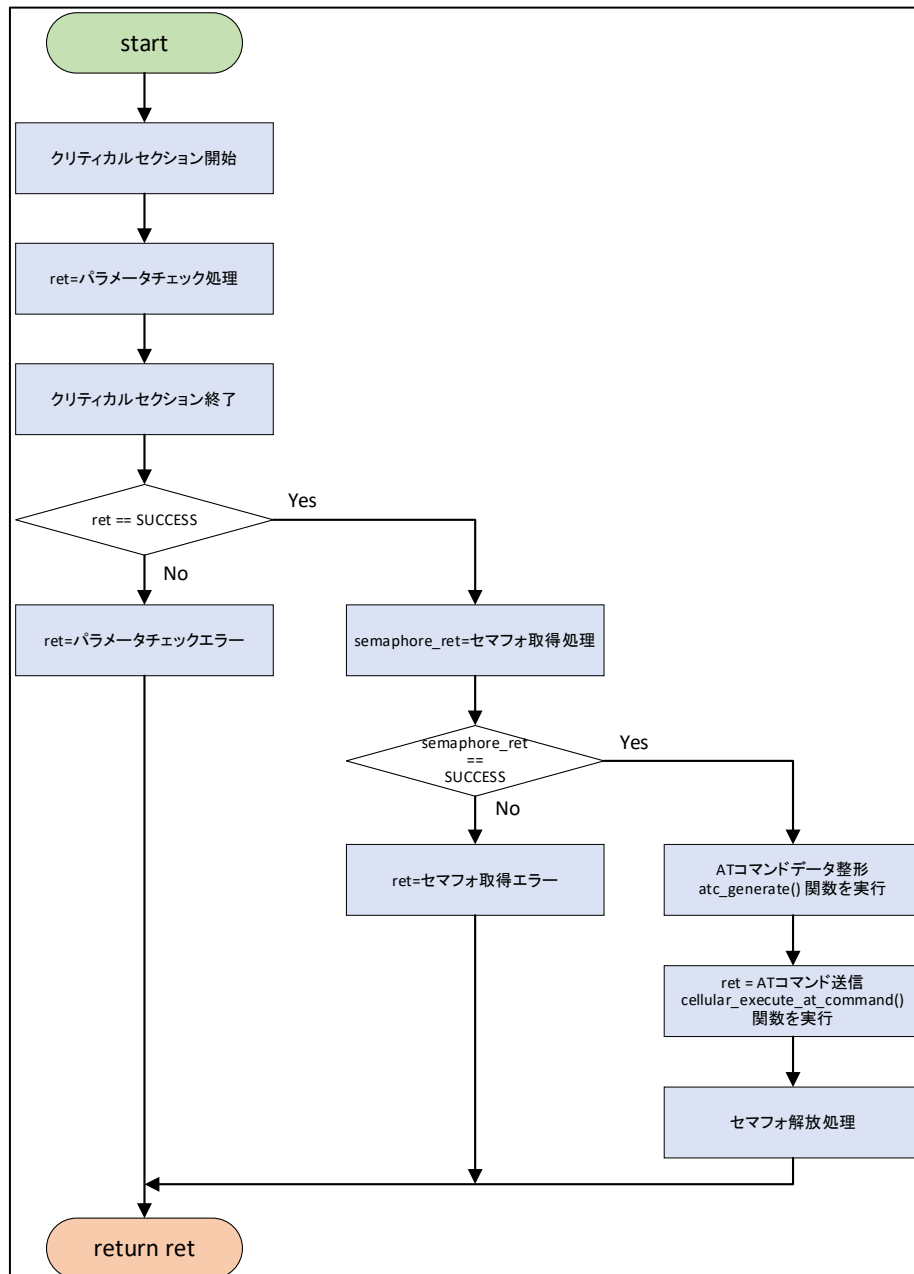 start
クリティカルセクション開始
ret=パラメータチェック処理
クリティカルセクション終了
ret == SUCCESS
Yes
No
ret=パラメータチェックエラー
semaphore_ret=セマフォ取得処理
semaphore_ret
==
SUCCESS
Yes
No
ret=セマフォ取得エラー
ATコマンドデータ整形
atc_generate() 関数を実行
ret = ATコマンド送信
cellular_execute_at_command()
関数を実行
セマフォ解放処理
return ret